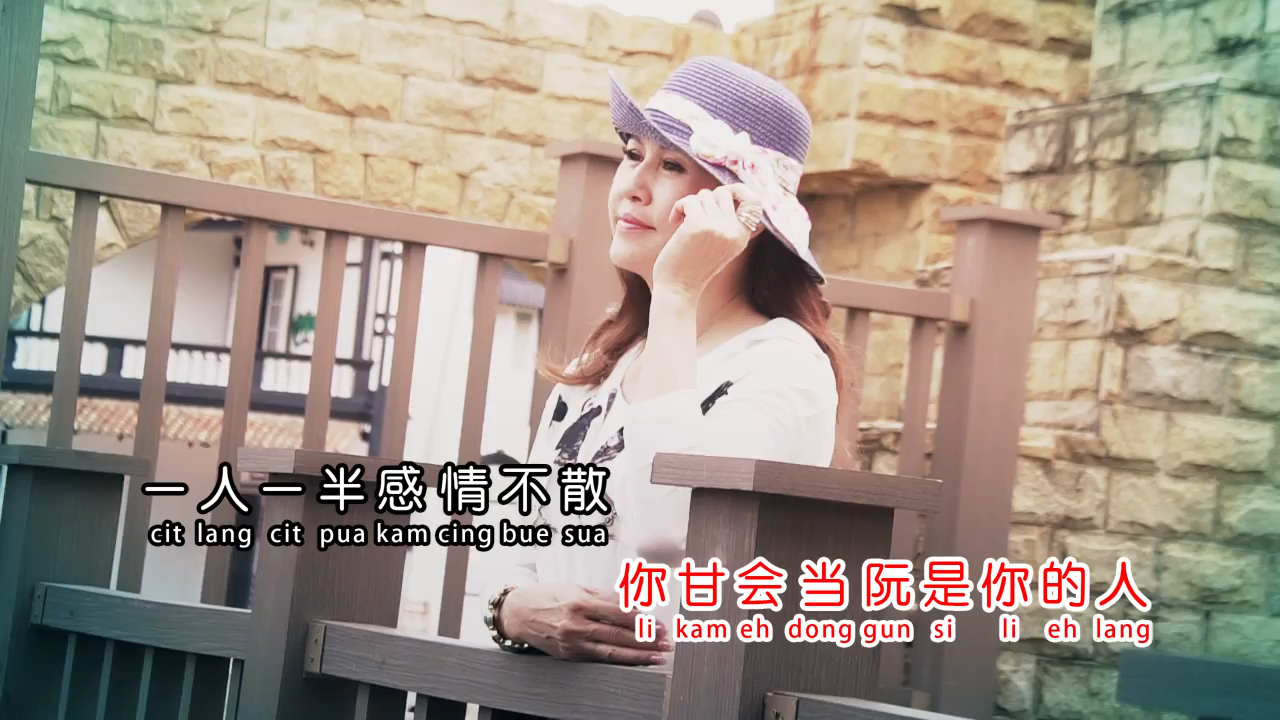 一人一半感情不散
cit lang cit pua kam cing bue sua
你甘会当阮是你的人
li kam eh dong gun si li eh lang